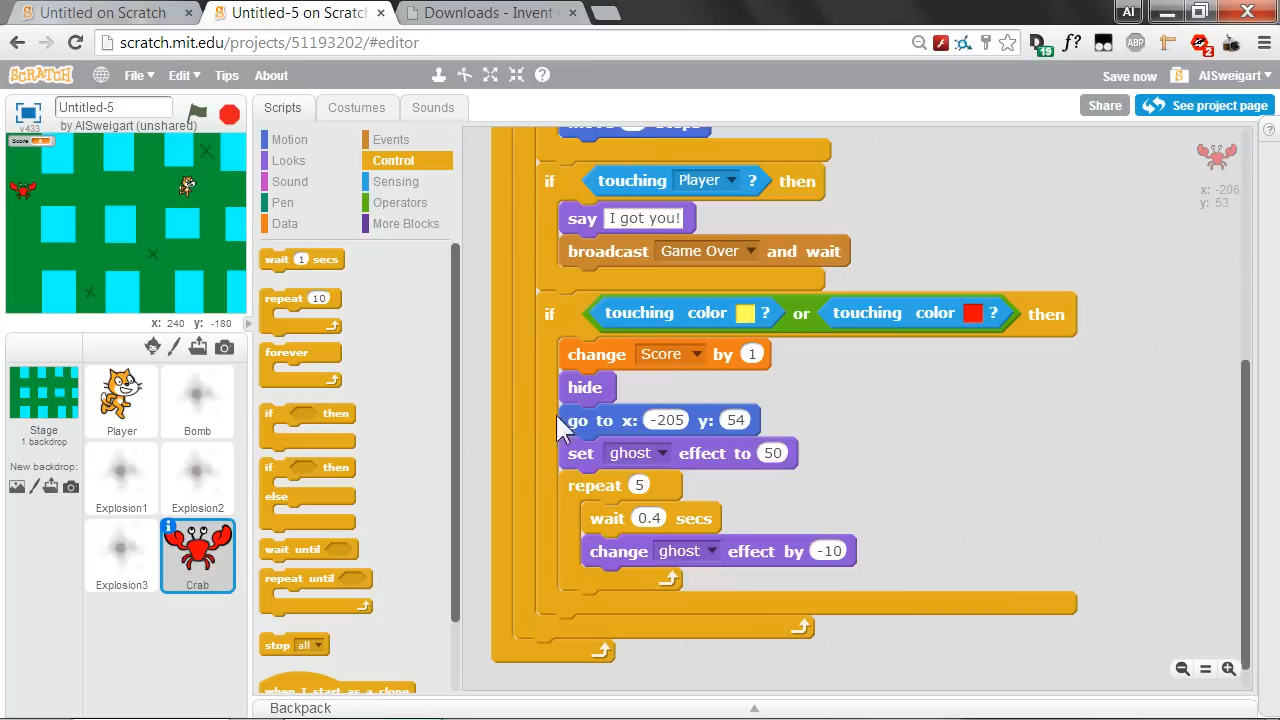 Untitled on Scratch
Untitled-5 on Scratch
Downloads - Invent
AI
scratch.mit.edu/projects/51193202/#editor
19
f?
ABP
2
SCRATCH
File
Edit
Tips
About
Save now
AlSweigart
Untitled-5
v433
by AlSweigart (unshared)
Scripts
Costumes
Sounds
Share
See project page
Score
Motion
Looks
Sound
Pen
Data
Events
Control
Sensing
Operators
More Blocks
x: 240 y: -180
x: -206
y: 53
wait 1 secs
repeat 10
forever
if then
if then
else
wait until
repeat until
stop all
when I start as a clone
if touching Player ? then
say I got you!
broadcast Game Over and wait
if touching color ? or touching color ? then
change Score by 1
hide
go to x: -205 y: 54
set ghost effect to 50
repeat 5
wait 0.4 secs
change ghost effect by -10
Stage
1 backdrop
New backdrop:
Player
Bomb
Explosion1
Explosion2
Explosion3
Crab
Backpack